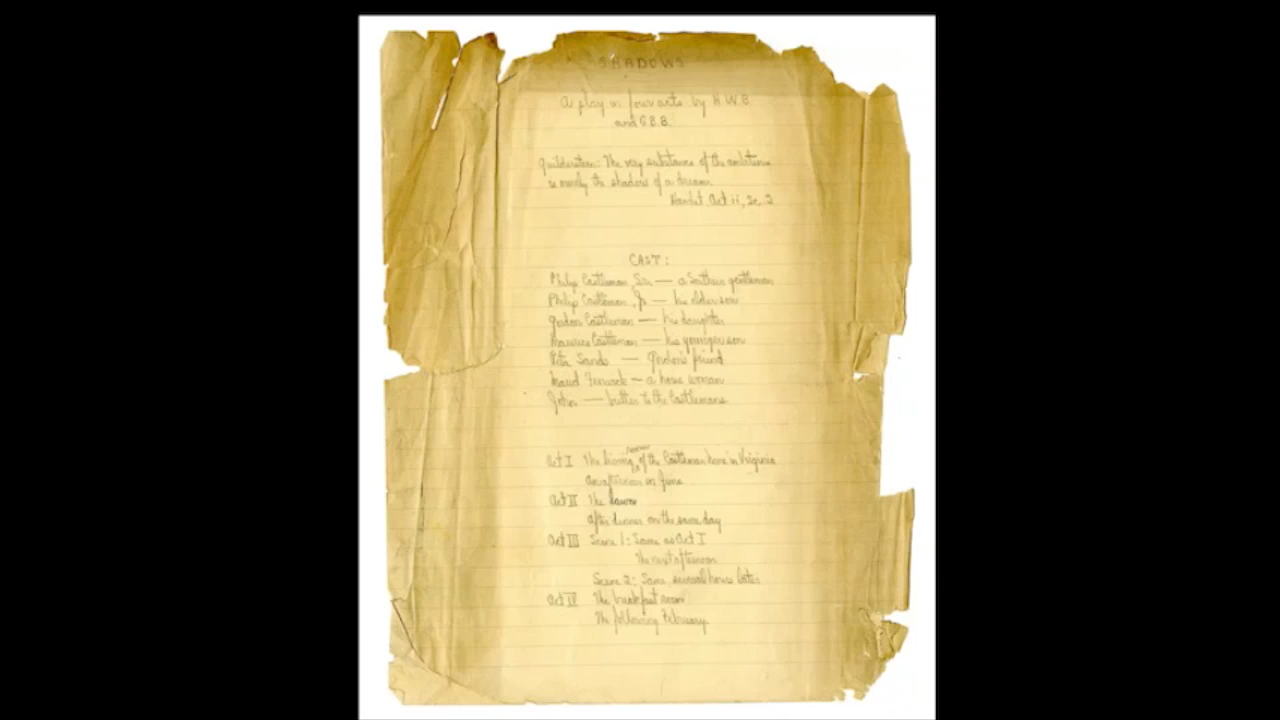 SHADOWS
a play in four acts by H.W.B.
and G.B.B.
Guilderstern: The very substance of the ambitious
is merely the shadow of a dream.
Hamlet Act ii, Sc. 2
CAST:
Philip Castleman, Sr. — a Southern gentleman
Philip Castleman, Jr. — his older son
Gordon Castleman — his daughter
Maurice Castleman — his younger son
Sands — Gordon's friend
Maud — a horse woman
John — butler to the Castlemans
Act I The living room of the Castleman home in Virginia
an afternoon in June
Act II The lawn
after dinner on the same day
Act III Scene 1: Same as Act I
The next afternoon
Scene 2: Same, several hours later
Act IV The breakfast room
The following February.